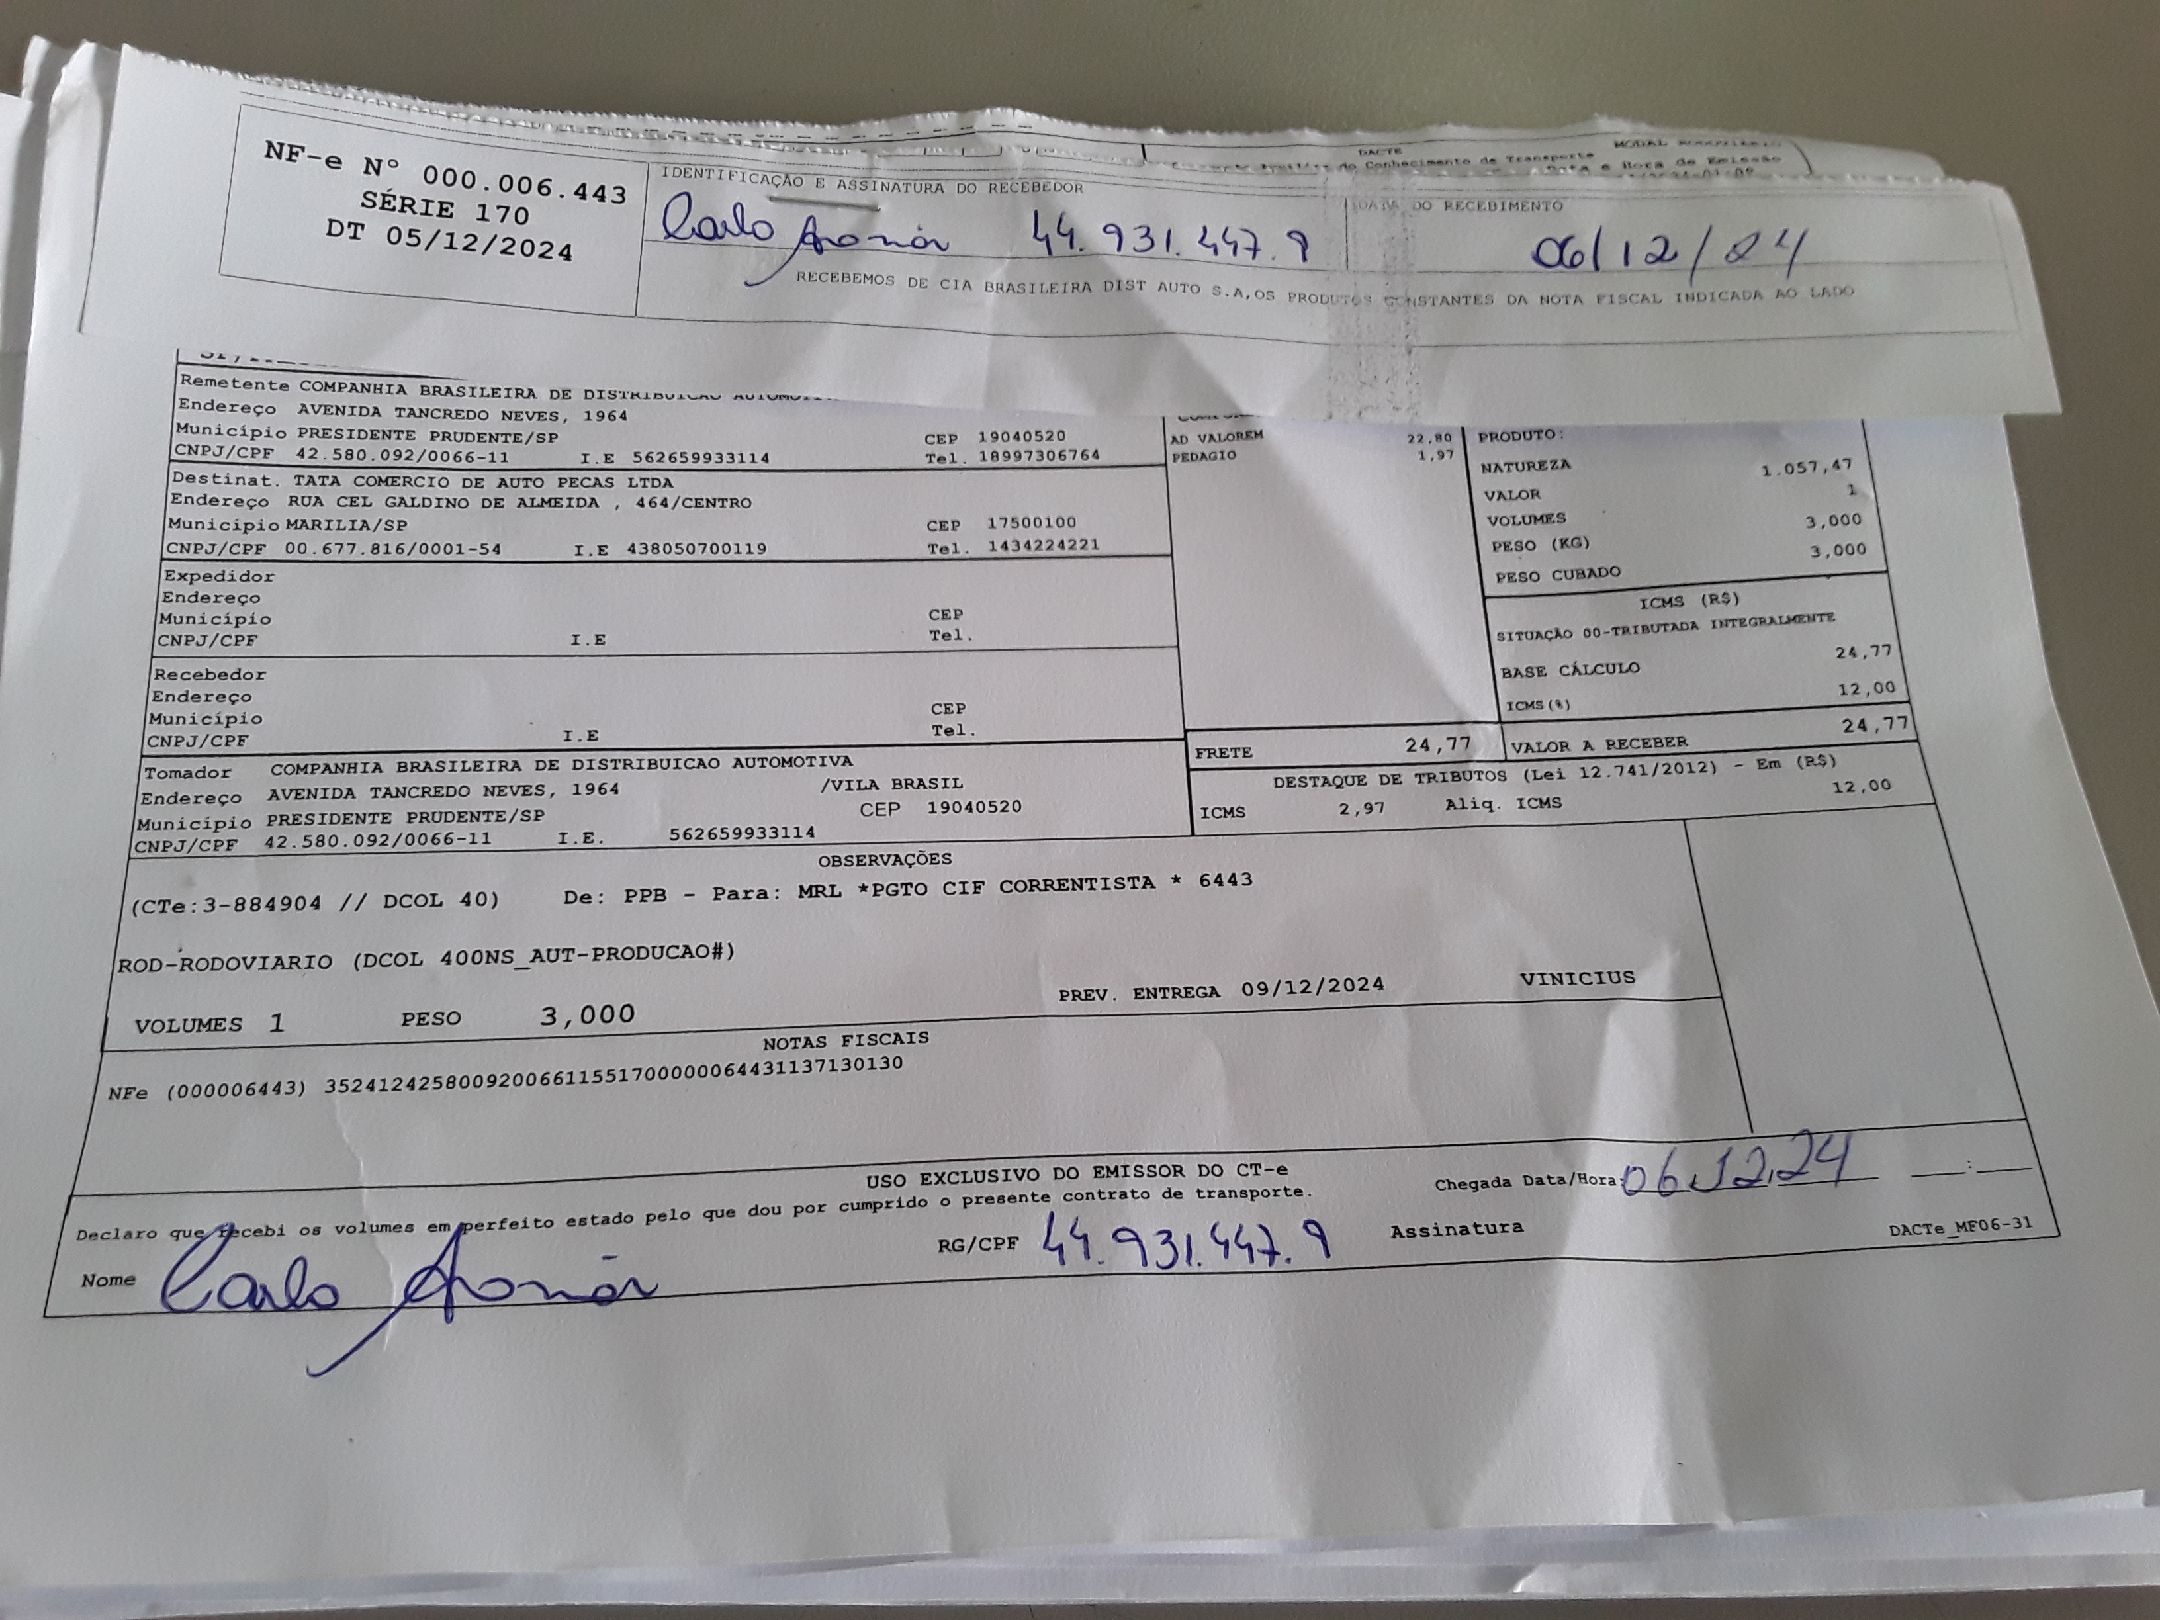 DACTE
MODAL
do Conhecimento de Transporte
Data e Hora de Emissão
NF-e Nº 000.006.443
SÉRIE 170
DT 05/12/2024
IDENTIFICAÇÃO E ASSINATURA DO RECEBEDOR
Carlo 44.931.447.9
DATA DO RECEBIMENTO
06/12/24
RECEBEMOS DE CIA BRASILEIRA DIST AUTO S.A,OS PRODUTOS CONSTANTES DA NOTA FISCAL INDICADA AO LADO
Remetente COMPANHIA BRASILEIRA DE DISTRIBUICAO
Endereço AVENIDA TANCREDO NEVES, 1964
Município PRESIDENTE PRUDENTE/SP CEP 19040520
CNPJ/CPF 42.580.092/0066-11 I.E 562659933114 Tel. 18997306764
Destinat. TATA COMERCIO DE AUTO PECAS LTDA
Endereço RUA CEL GALDINO DE ALMEIDA , 464/CENTRO
Município MARILIA/SP CEP 17500100
CNPJ/CPF 00.677.816/0001-54 I.E 438050700119 Tel. 1434224221
Expedidor
Endereço
Município CEP
CNPJ/CPF I.E Tel.
Recebedor
Endereço
Município CEP
CNPJ/CPF I.E Tel.
Tomador COMPANHIA BRASILEIRA DE DISTRIBUICAO AUTOMOTIVA
Endereço AVENIDA TANCREDO NEVES, 1964 /VILA BRASIL
Município PRESIDENTE PRUDENTE/SP CEP 19040520
CNPJ/CPF 42.580.092/0066-11 I.E. 562659933114
AD VALOREM 22,80
PEDAGIO 1,97
PRODUTO:
NATUREZA 1.057,47
VALOR 1
VOLUMES 3,000
PESO (KG) 3,000
PESO CUBADO
ICMS (R$)
SITUAÇÃO 00-TRIBUTADA INTEGRALMENTE
BASE CÁLCULO 24,77
ICMS(%) 12,00
FRETE 24,77 VALOR A RECEBER 24,77
DESTAQUE DE TRIBUTOS (Lei 12.741/2012) - Em (R$)
ICMS 2,97 Aliq. ICMS 12,00
OBSERVAÇÕES
(CTe:3-884904 // DCOL 40) De: PPB - Para: MRL *PGTO CIF CORRENTISTA * 6443
ROD-RODOVIARIO (DCOL 400NS_AUT-PRODUCAO#)
VOLUMES 1 PESO 3,000 PREV. ENTREGA 09/12/2024 VINICIUS
NOTAS FISCAIS
NFe (000006443) 35241242580092006611551700000064431137130130
USO EXCLUSIVO DO EMISSOR DO CT-e
Declaro que recebi os volumes em perfeito estado pelo que dou por cumprido o presente contrato de transporte.
Chegada Data/Hora: 06.12.24 ___:___
Nome Carlo RG/CPF 44.931.447.9 Assinatura
DACTe_MF06-31